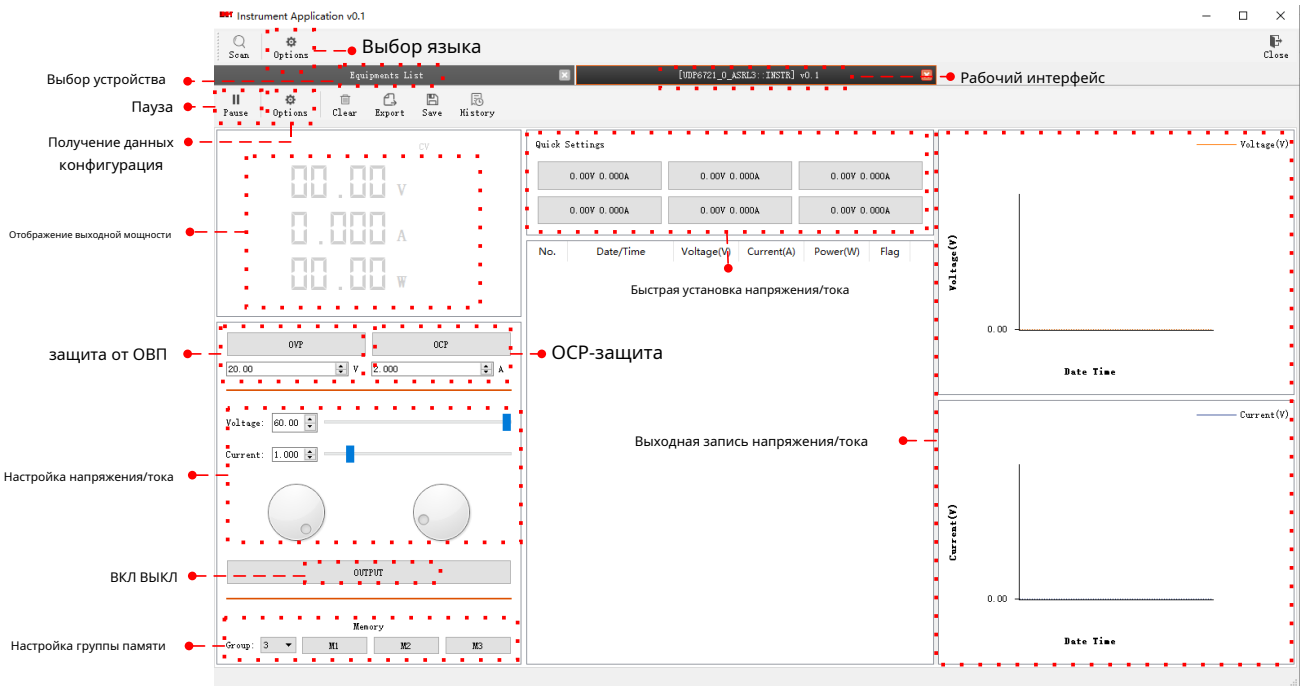 Instrument Application v0.1
Scan
Options
Выбор языка
Close
Выбор устройства
Equipments List
[UDP6721_0_ASRL3::INSTR] v0.1
Рабочий интерфейс
Пауза
Pause
Options
Clear
Export
Save
History
Получение данных
конфигурация
CV
00.00 V
0.000 A
00.00 W
Отображение выходной мощности
Quick Settings
0.00V 0.000A
0.00V 0.000A
0.00V 0.000A
0.00V 0.000A
0.00V 0.000A
0.00V 0.000A
No. Date/Time Voltage(V) Current(A) Power(W) Flag
Быстрая установка напряжения/тока
Voltage(V)
Voltage(V)
0.00
Date Time
защита от ОВП
OVP
OCP
20.00 V
2.000 A
ОСР-защита
Voltage: 60.00
Current: 1.000
Настройка напряжения/тока
Выходная запись напряжения/тока
Current(V)
Current(V)
0.00
Date Time
ВКЛ ВЫКЛ
OUTPUT
Memory
Настройка группы памяти
Group: 3
M1
M2
M3